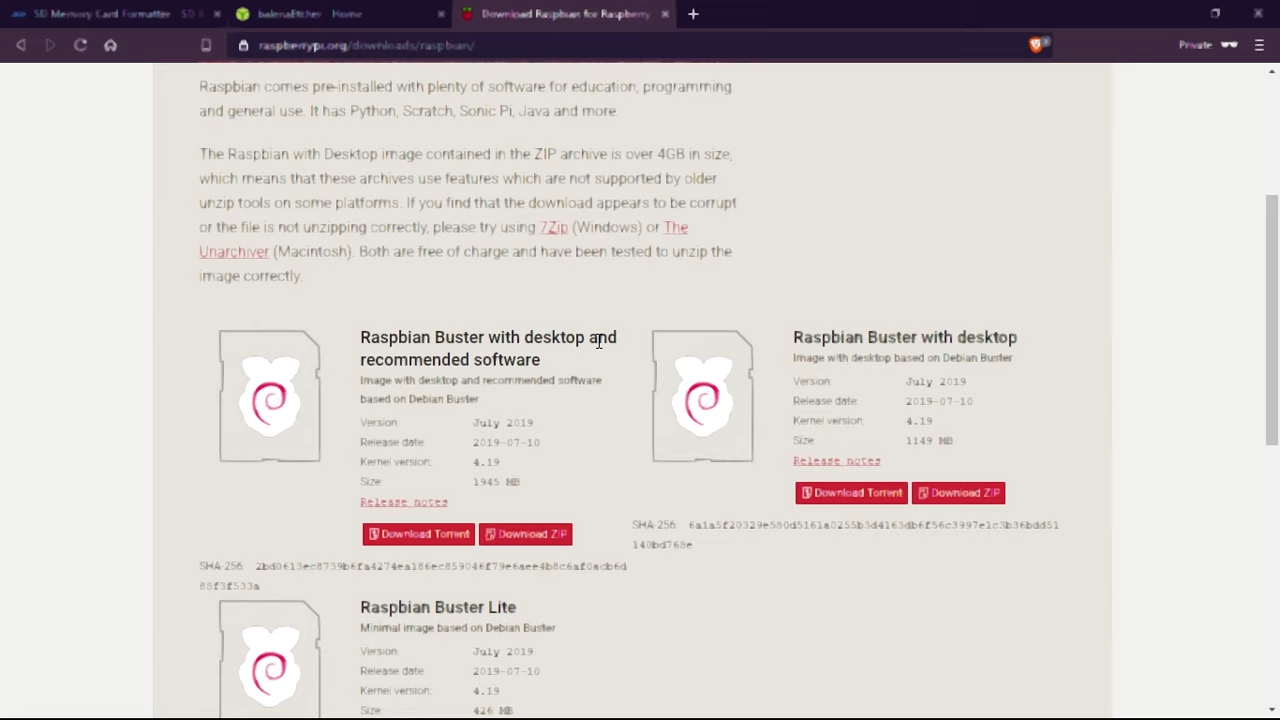 SD Memory Card Formatter
balenaEtcher Home
Download Raspbian for Raspberry
raspberrypi.org/downloads/raspbian/
Private
Raspbian comes pre-installed with plenty of software for education, programming
and general use. It has Python, Scratch, Sonic Pi, Java and more.
The Raspbian with Desktop image contained in the ZIP archive is over 4GB in size,
which means that these archives use features which are not supported by older
unzip tools on some platforms. If you find that the download appears to be corrupt
or the file is not unzipping correctly, please try using 7Zip (Windows) or The
Unarchiver (Macintosh). Both are free of charge and have been tested to unzip the
image correctly.
Raspbian Buster with desktop and
recommended software
Image with desktop and recommended software
based on Debian Buster
Version: July 2019
Release date: 2019-07-10
Kernel version: 4.19
Size: 1945 MB
Release notes
Download Torrent Download ZIP
SHA-256:
Raspbian Buster with desktop
Image with desktop based on Debian Buster
Version: July 2019
Release date: 2019-07-10
Kernel version: 4.19
Size: 1149 MB
Release notes
Download Torrent Download ZIP
SHA-256:
140bd768e
Raspbian Buster Lite
Minimal image based on Debian Buster
Version: July 2019
Release date: 2019-07-10
Kernel version: 4.19
Size: 426 MB